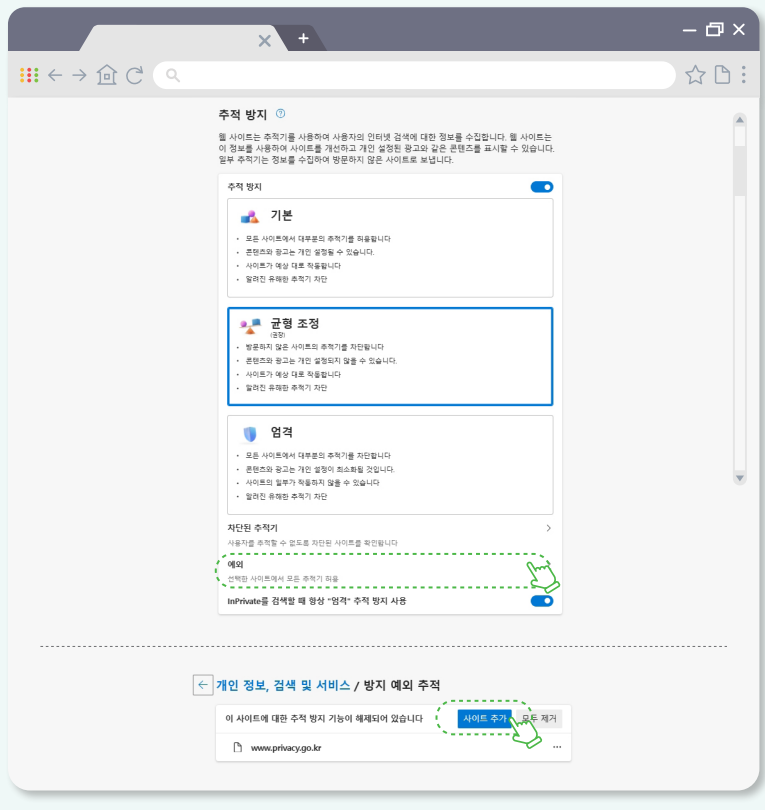 추적 방지
웹 사이트는 추적기를 사용하여 사용자의 인터넷 검색에 대한 정보를 수집합니다. 웹 사이트는
이 정보를 사용하여 사이트를 개선하고 개인 설정된 광고와 같은 콘텐츠를 표시할 수 있습니다.
일부 추적기는 정보를 수집하여 방문하지 않은 사이트로 보냅니다.
추적 방지
기본
• 모든 사이트에서 대부분의 추적기를 허용합니다
• 콘텐츠와 광고는 개인 설정될 수 있습니다.
• 사이트가 예상 대로 작동합니다
• 알려진 유해한 추적기 차단
균형 조정
(권장)
• 방문하지 않은 사이트의 추적기를 차단합니다
• 콘텐츠와 광고는 개인 설정되지 않을 수 있습니다.
• 사이트가 예상 대로 작동합니다
• 알려진 유해한 추적기 차단
엄격
• 모든 사이트에서 대부분의 추적기를 차단합니다
• 콘텐츠와 광고는 개인 설정이 최소화될 것입니다.
• 사이트의 일부가 작동하지 않을 수 있습니다
• 알려진 유해한 추적기 차단
차단된 추적기
사용자를 추적할 수 없도록 차단된 사이트를 확인합니다
예외
선택한 사이트에서 모든 추적기 허용
InPrivate를 검색할 때 항상 "엄격" 추적 방지 사용
개인 정보, 검색 및 서비스 / 방지 예외 추적
이 사이트에 대한 추적 방지 기능이 해제되어 있습니다 사이트 추가 모두 제거
www.privacy.go.kr